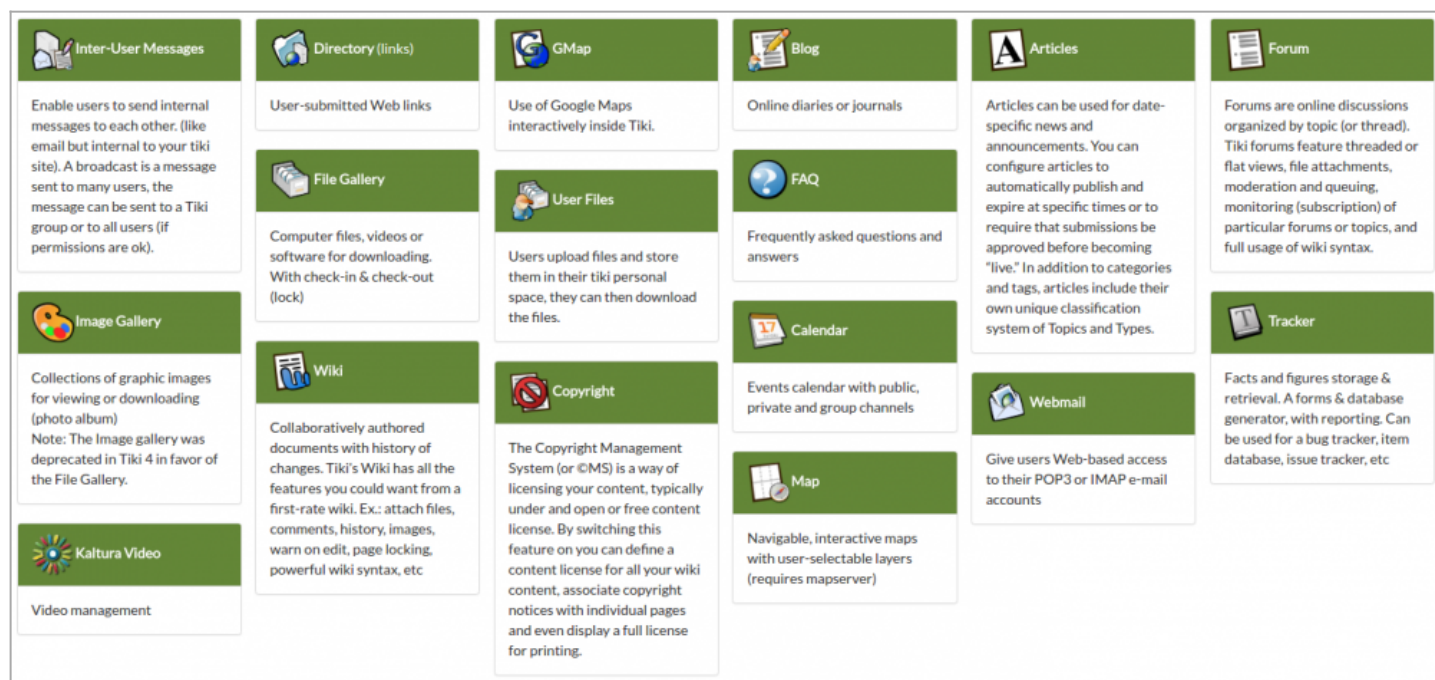 Inter-User Messages
Enable users to send internal
messages to each other. (like
email but internal to your tiki
site). A broadcast is a message
sent to many users, the
message can be sent to a Tiki
group or to all users (if
permissions are ok).
Image Gallery
Collections of graphic images
for viewing or downloading
(photo album)
Note: The Image gallery was
deprecated in Tiki 4 in favor of
the File Gallery.
Kaltura Video
Video management
Directory (links)
User-submitted Web links
File Gallery
Computer files, videos or
software for downloading.
With check-in & check-out
(lock)
Wiki
Collaboratively authored
documents with history of
changes. Tiki's Wiki has all the
features you could want from a
first-rate wiki. Ex.: attach files,
comments, history, images,
warn on edit, page locking,
powerful wiki syntax, etc
GMap
Use of Google Maps
interactively inside Tiki.
User Files
Users upload files and store
them in their tiki personal
space, they can then download
the files.
Copyright
The Copyright Management
System (or ©MS) is a way of
licensing your content, typically
under and open or free content
license. By switching this
feature on you can define a
content license for all your wiki
content, associate copyright
notices with individual pages
and even display a full license
for printing.
Blog
Online diaries or journals
?
FAQ
Frequently asked questions and
answers
17
Calendar
Events calendar with public,
private and group channels
Map
Navigable, interactive maps
with user-selectable layers
(requires mapserver)
A
Articles
Articles can be used for date-
specific news and
announcements. You can
configure articles to
automatically publish and
expire at specific times or to
require that submissions be
approved before becoming
"live." In addition to categories
and tags, articles include their
own unique classification
system of Topics and Types.
Webmail
Give users Web-based access
to their POP3 or IMAP e-mail
accounts
Forum
Forums are online discussions
organized by topic (or thread).
Tiki forums feature threaded or
flat views, file attachments,
moderation and queuing,
monitoring (subscription) of
particular forums or topics, and
full usage of wiki syntax.
T
Tracker
Facts and figures storage &
retrieval. A forms & database
generator, with reporting. Can
be used for a bug tracker, item
database, issue tracker, etc